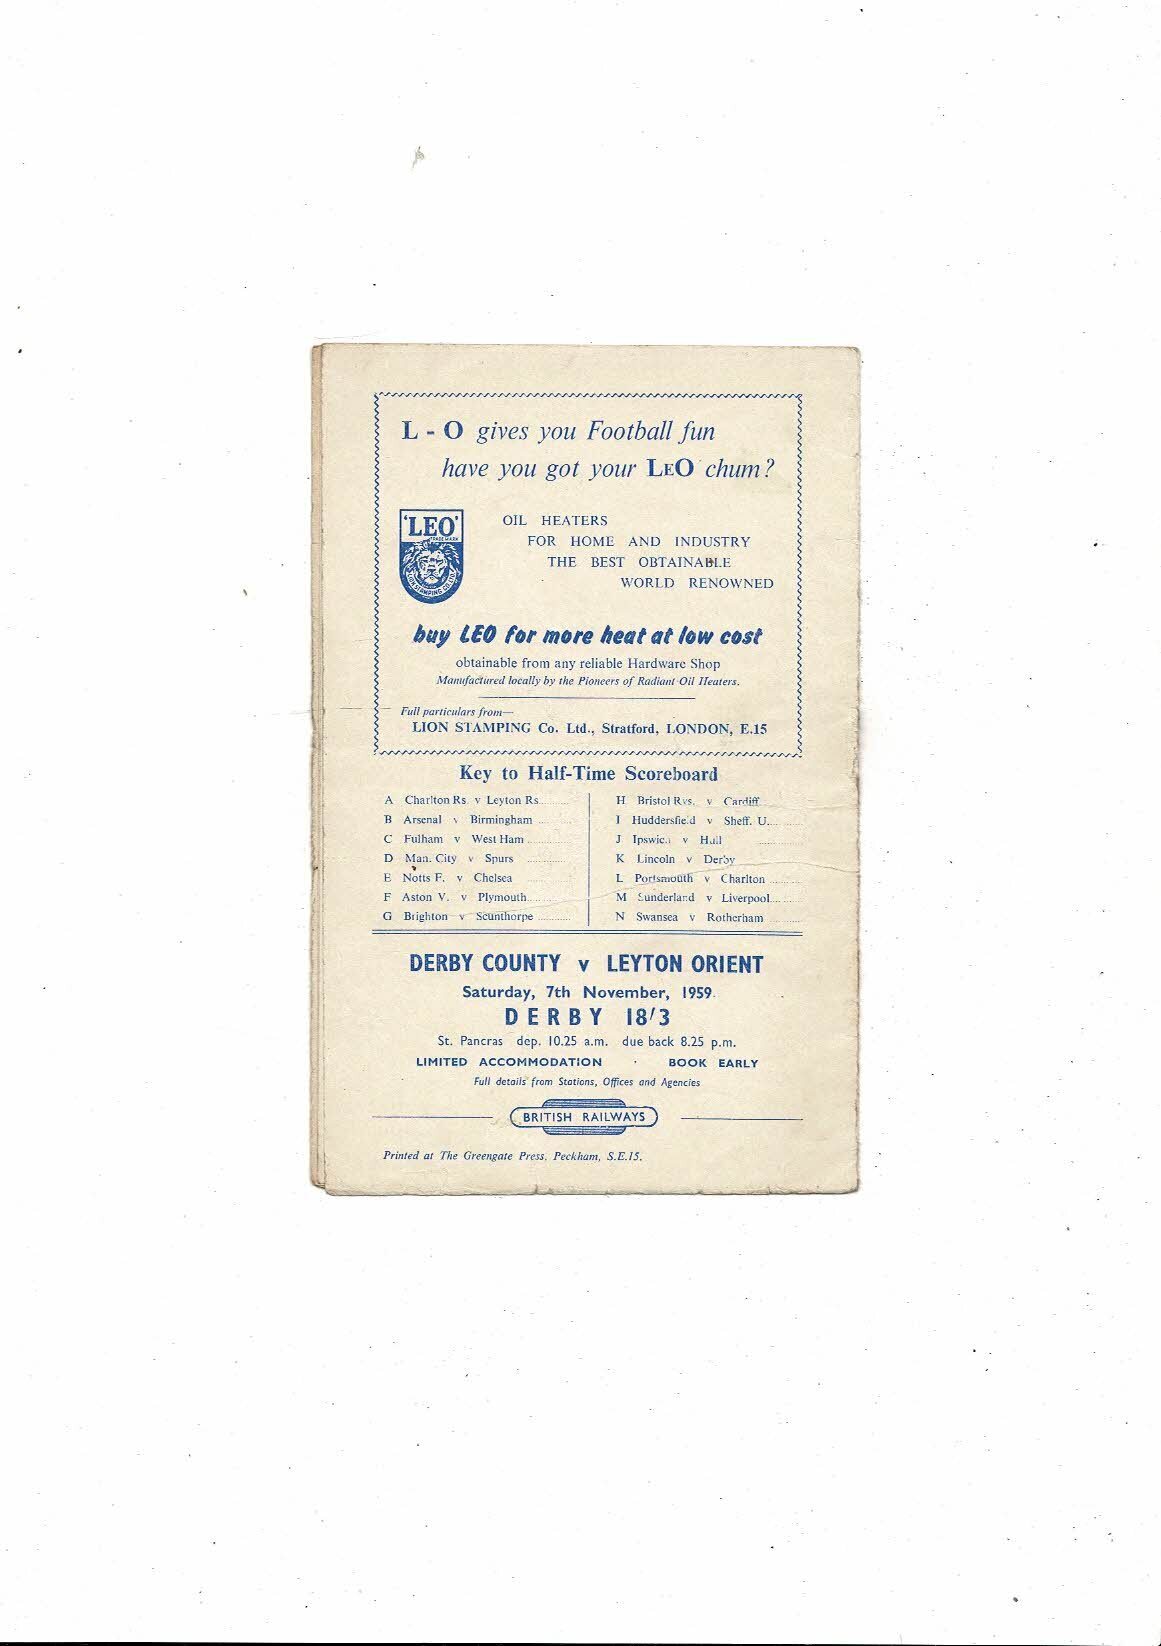 L - O gives you Football fun
have you got your LEO chum?
'LEO'
TRADE MARK
LION STAMPING CO. LTD.
OIL HEATERS
FOR HOME AND INDUSTRY
THE BEST OBTAINABLE
WORLD RENOWNED
buy LEO for more heat at low cost
obtainable from any reliable Hardware Shop
Manufactured locally by the Pioneers of Radiant Oil Heaters.
Full particulars from—
LION STAMPING Co. Ltd., Stratford, LONDON, E.15
Key to Half-Time Scoreboard
A Charlton Rs. v Leyton Rs.
B Arsenal v Birmingham
C Fulham v West Ham
D Man. City v Spurs
E Notts F. v Chelsea
F Aston V. v Plymouth
G Brighton v Scunthorpe
H Bristol Rvs. v Cardiff
I Huddersfield v Sheff. U.
J Ipswich v Hull
K Lincoln v Derby
L Portsmouth v Charlton
M Sunderland v Liverpool
N Swansea v Rotherham
DERBY COUNTY v LEYTON ORIENT
Saturday, 7th November, 1959.
DERBY 18/3
St. Pancras dep. 10.25 a.m. due back 8.25 p.m.
LIMITED ACCOMMODATION · BOOK EARLY
Full details from Stations, Offices and Agencies
BRITISH RAILWAYS
Printed at The Greengate Press, Peckham, S.E.15.